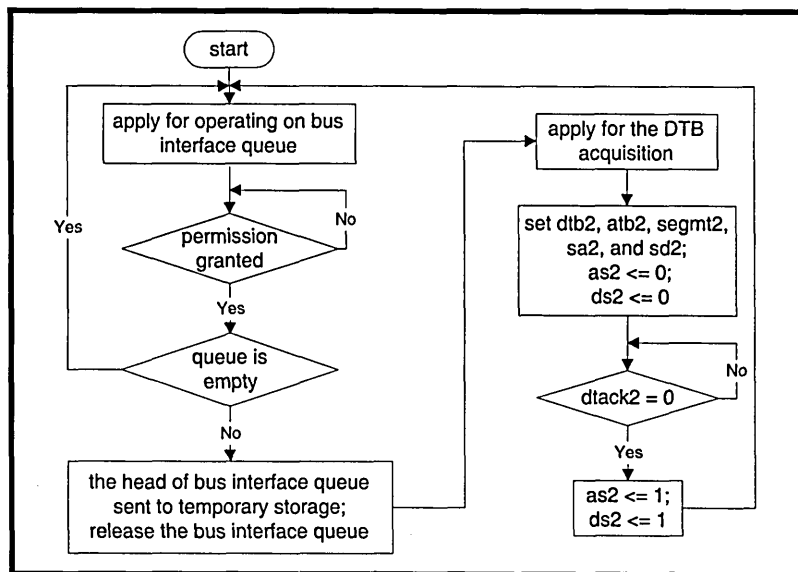 start
apply for operating on bus
interface queue
No
permission
granted
Yes
Yes
queue is
empty
No
the head of bus interface queue
sent to temporary storage;
release the bus interface queue
apply for the DTB
acquisition
set dtb2, atb2, segmt2,
sa2, and sd2;
as2 <= 0;
ds2 <= 0
No
dtack2 = 0
Yes
as2 <= 1;
ds2 <= 1